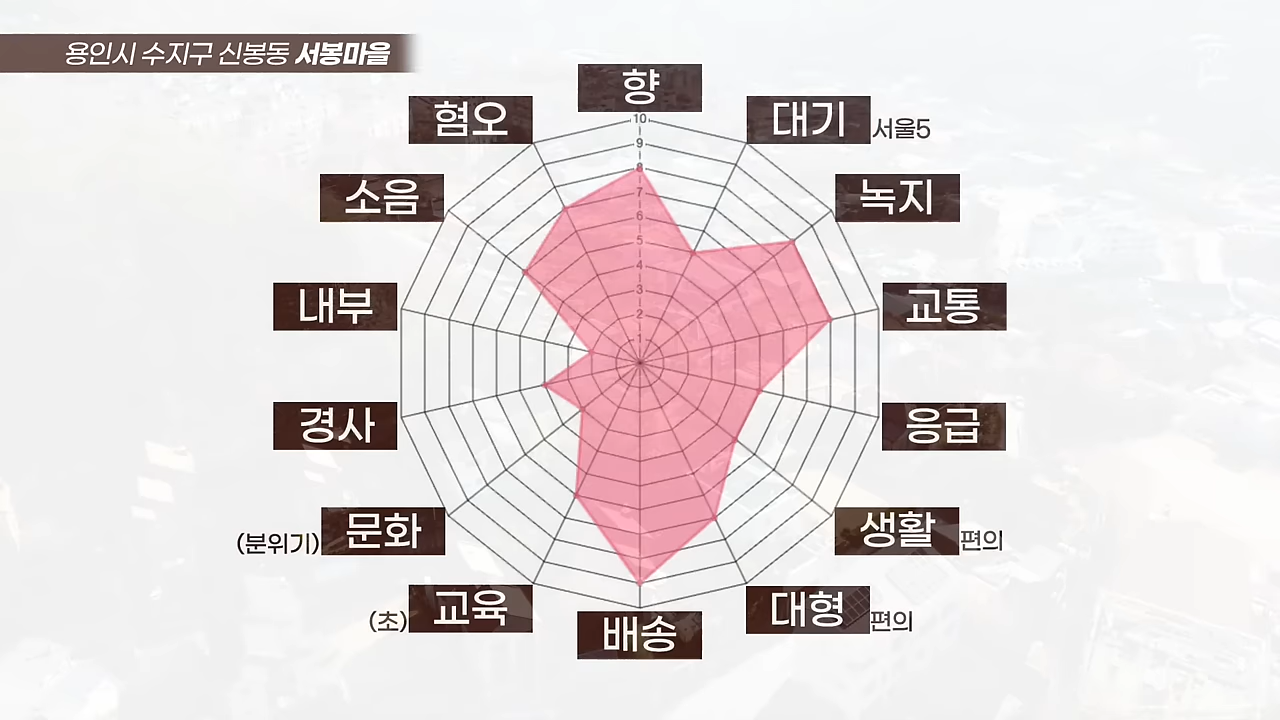 용인시 수지구 신봉동 서봉마을
향
혐오
대기 서울5
소음
녹지
내부
교통
경사
응급
(분위기) 문화
생활 편의
(초) 교육
대형 편의
배송
10
9
8
7
6
5
4
3
2
1